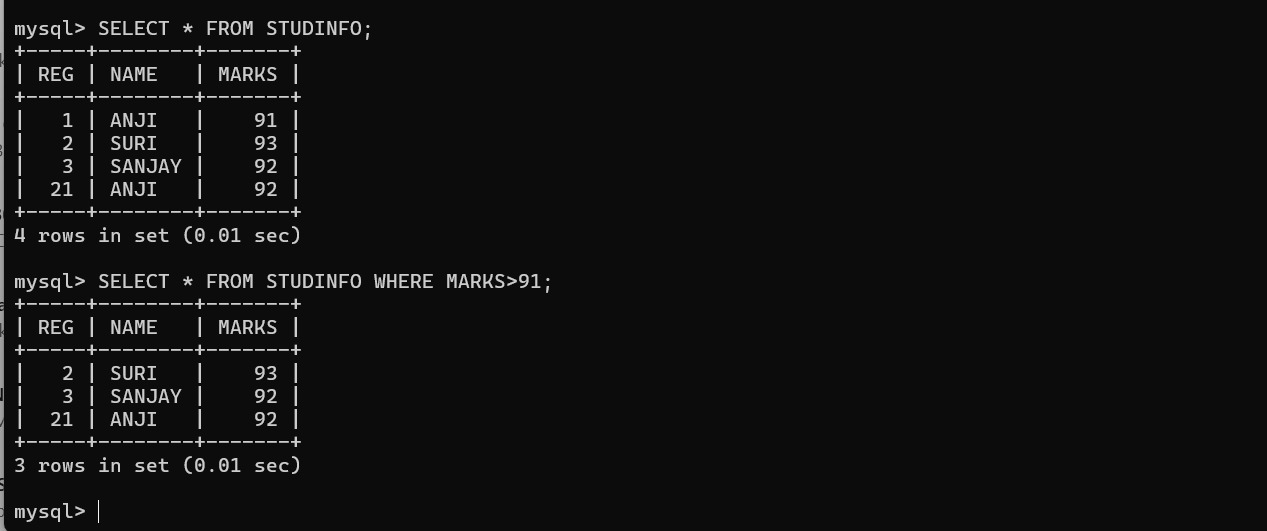 mysql> SELECT * FROM STUDINFO;
+-----+--------+-------+
| REG | NAME   | MARKS |
+-----+--------+-------+
|   1 | ANJI   |    91 |
|   2 | SURI   |    93 |
|   3 | SANJAY |    92 |
|  21 | ANJI   |    92 |
+-----+--------+-------+
4 rows in set (0.01 sec)
mysql> SELECT * FROM STUDINFO WHERE MARKS>91;
+-----+--------+-------+
| REG | NAME   | MARKS |
+-----+--------+-------+
|   2 | SURI   |    93 |
|   3 | SANJAY |    92 |
|  21 | ANJI   |    92 |
+-----+--------+-------+
3 rows in set (0.01 sec)
mysql>